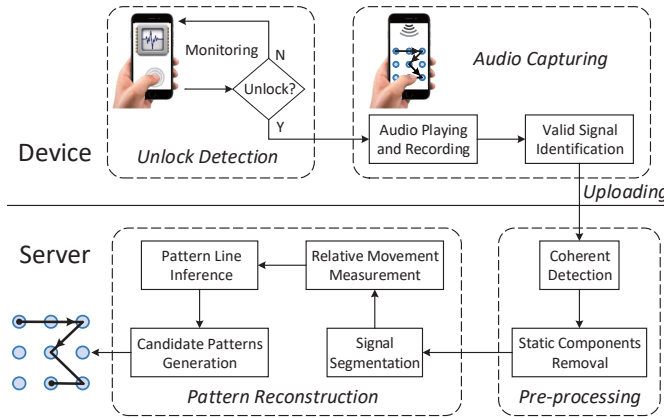 Monitoring
N
Unlock?
Y
Unlock Detection
Audio Capturing
Audio Playing
and Recording
Valid Signal
Identification
Device
Uploading
Server
Pattern Line
Inference
Relative Movement
Measurement
Coherent
Detection
Candidate Patterns
Generation
Signal
Segmentation
Static Components
Removal
Pattern Reconstruction
Pre-processing